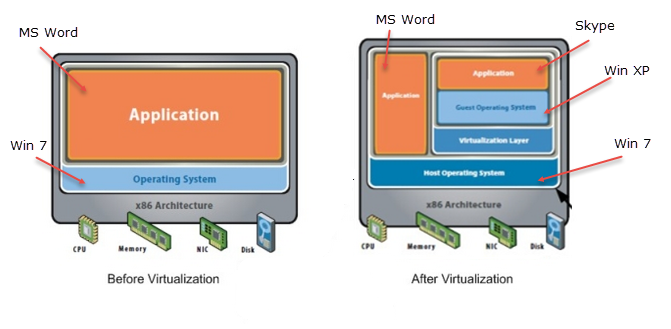 MS Word
Application
Win 7
Operating System
x86 Architecture
CPU
Memory
NIC
Disk
Before Virtualization
MS Word
Skype
Application
Application
Win XP
Guest Operating System
Virtualization Layer
Win 7
Host Operating System
x86 Architecture
CPU
Memory
NIC
Disk
After Virtualization